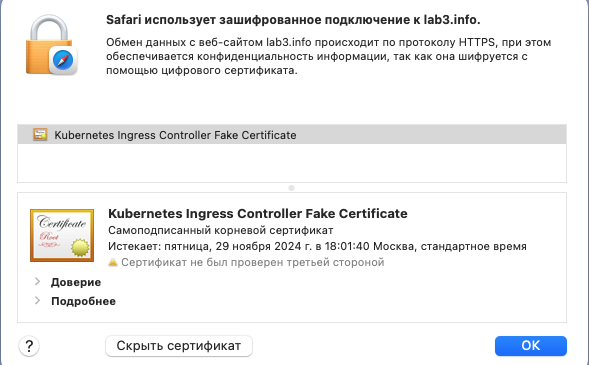 Safari использует зашифрованное подключение к lab3.info.
Обмен данных с веб-сайтом lab3.info происходит по протоколу HTTPS, при этом
обеспечивается конфиденциальность информации, так как она шифруется с
помощью цифрового сертификата.
Kubernetes Ingress Controller Fake Certificate
Certificate
Root
Kubernetes Ingress Controller Fake Certificate
Самоподписанный корневой сертификат
Истекает: пятница, 29 ноября 2024 г. в 18:01:40 Москва, стандартное время
Сертификат не был проверен третьей стороной
Доверие
Подробнее
?
Скрыть сертификат
ОК